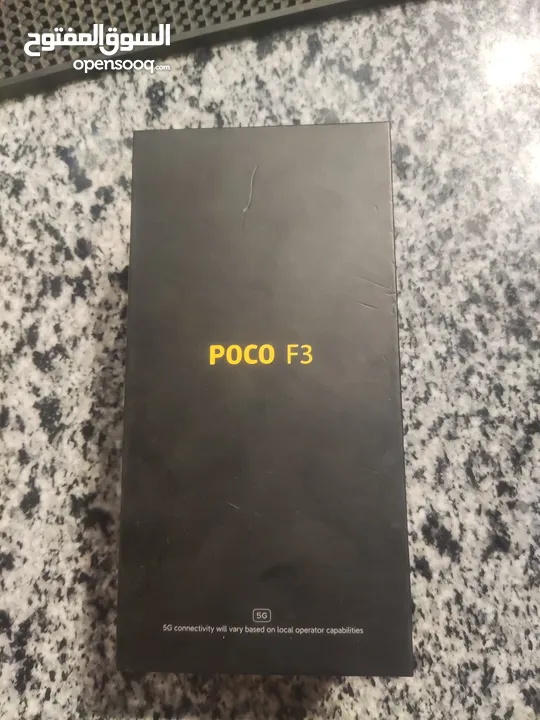 السوق المفتوح
opensooq.com
POCO F3
5G
5G connectivity will vary based on local operator capabilities